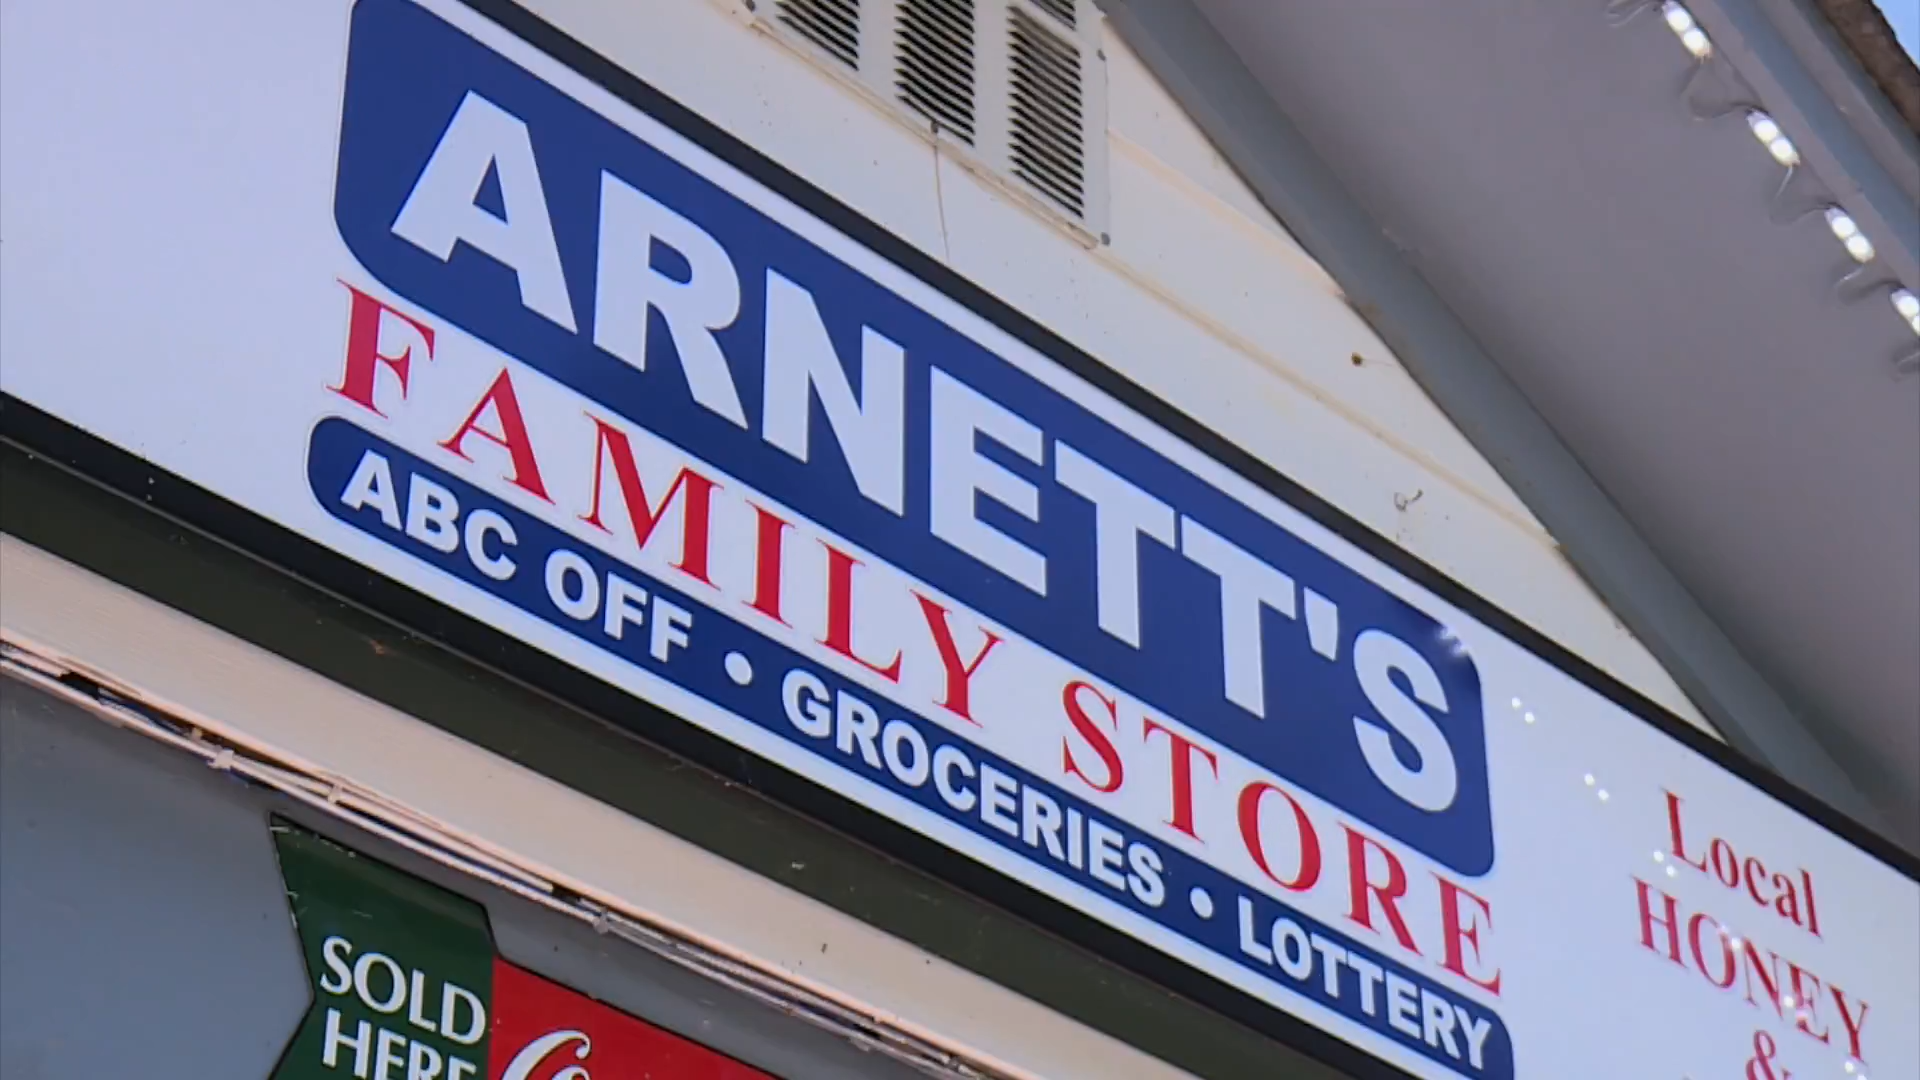 ARNETT'S
FAMILY STORE
ABC OFF • GROCERIES • LOTTERY
Local
HONEY
&
SOLD
HERE